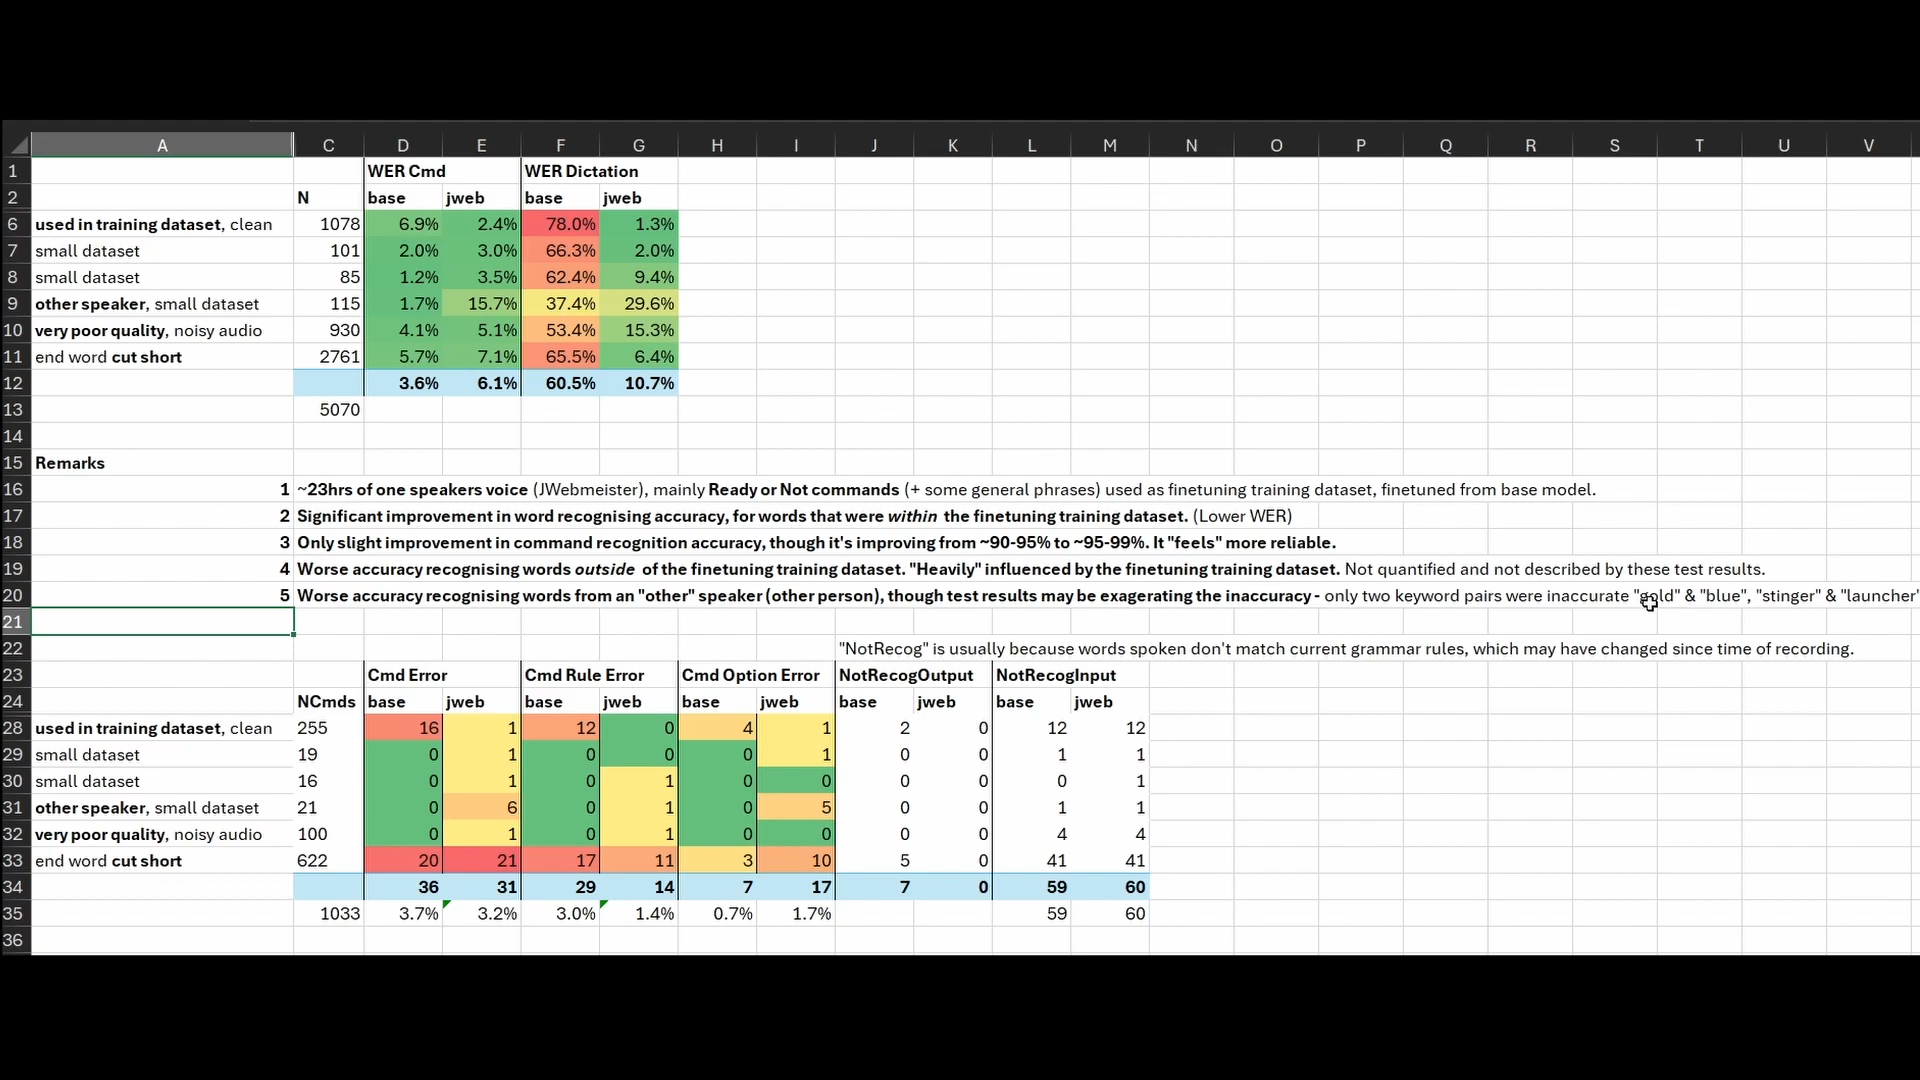 A C D E F G H I J K L M N O P Q R S T U V
1 WER Cmd WER Dictation
2 N base jweb base jweb
6 used in training dataset, clean 1078 6.9% 2.4% 78.0% 1.3%
7 small dataset 101 2.0% 3.0% 66.3% 2.0%
8 small dataset 85 1.2% 3.5% 62.4% 9.4%
9 other speaker, small dataset 115 1.7% 15.7% 37.4% 29.6%
10 very poor quality, noisy audio 930 4.1% 5.1% 53.4% 15.3%
11 end word cut short 2761 5.7% 7.1% 65.5% 6.4%
12 3.6% 6.1% 60.5% 10.7%
13 5070
14
15 Remarks
16 1 ~23hrs of one speakers voice (JWebmeister), mainly Ready or Not commands (+ some general phrases) used as finetuning training dataset, finetuned from base model.
17 2 Significant improvement in word recognising accuracy, for words that were within the finetuning training dataset. (Lower WER)
18 3 Only slight improvement in command recognition accuracy, though it's improving from ~90-95% to ~95-99%. It "feels" more reliable.
19 4 Worse accuracy recognising words outside of the finetuning training dataset. "Heavily" influenced by the finetuning training dataset. Not quantified and not described by these test results.
20 5 Worse accuracy recognising words from an "other" speaker (other person), though test results may be exagerating the inaccuracy - only two keyword pairs were inaccurate "gold" & "blue", "stinger" & "launcher"
21
22 "NotRecog" is usually because words spoken don't match current grammar rules, which may have changed since time of recording.
23 Cmd Error Cmd Rule Error Cmd Option Error NotRecogOutput NotRecogInput
24 NCmds base jweb base jweb base jweb base jweb base jweb
28 used in training dataset, clean 255 16 1 12 0 4 1 2 0 12 12
29 small dataset 19 0 1 0 0 0 1 0 0 1 1
30 small dataset 16 0 1 0 1 0 0 0 0 0 1
31 other speaker, small dataset 21 0 6 0 1 0 5 0 0 1 1
32 very poor quality, noisy audio 100 0 1 0 1 0 0 0 0 4 4
33 end word cut short 622 20 21 17 11 3 10 5 0 41 41
34 36 31 29 14 7 17 7 0 59 60
35 1033 3.7% 3.2% 3.0% 1.4% 0.7% 1.7% 59 60
36